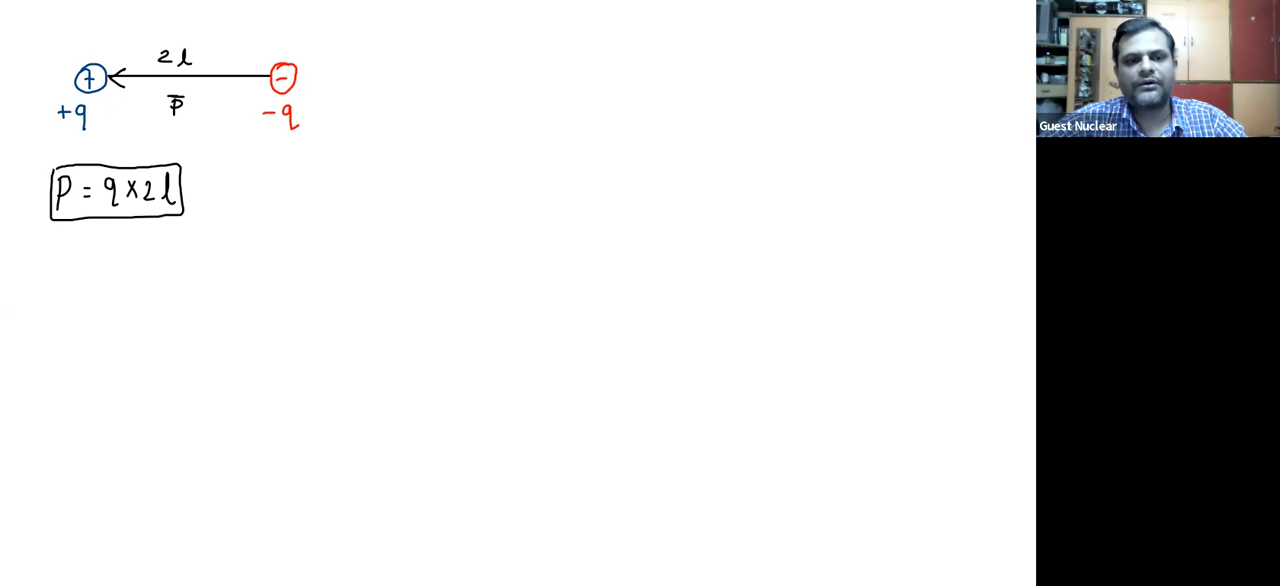 2l
+ -
p̅
+q -q
P = q × 2l
Guest Nuclear